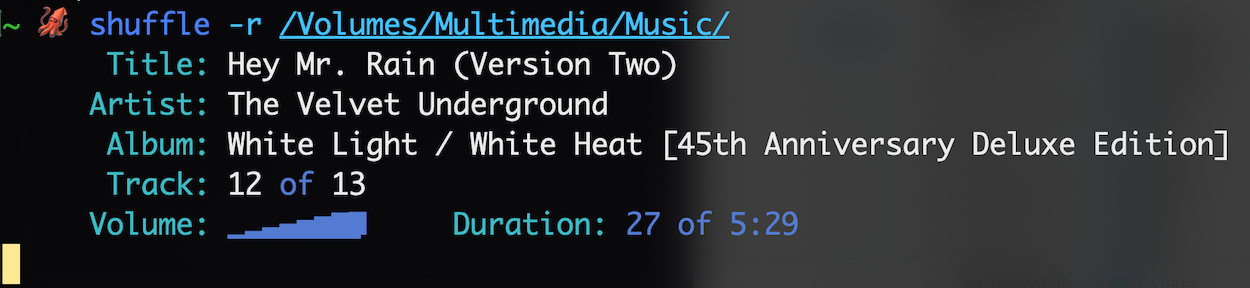 ~ 🦑 shuffle -r /Volumes/Multimedia/Music/
Title: Hey Mr. Rain (Version Two)
Artist: The Velvet Underground
Album: White Light / White Heat [45th Anniversary Deluxe Edition]
Track: 12 of 13
Volume: ▁▂▃▄▅▆▇█ Duration: 27 of 5:29